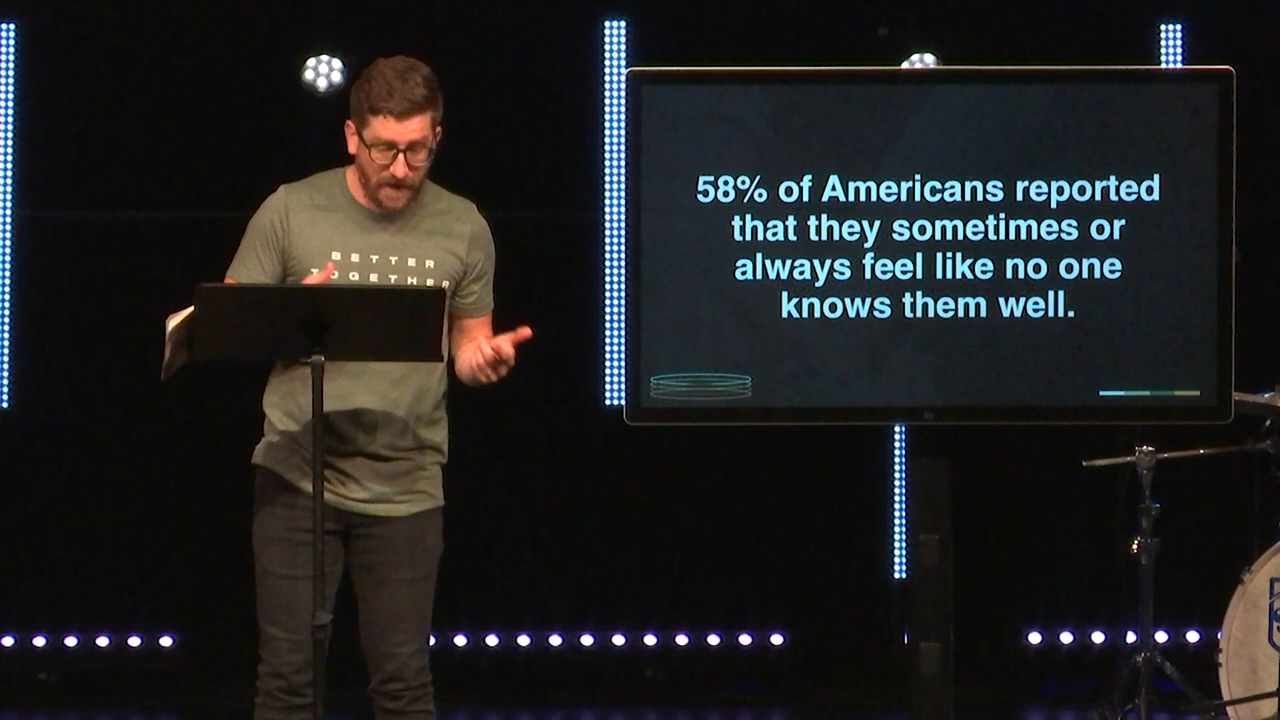 BETTER
TOGETHER
58% of Americans reported
that they sometimes or
always feel like no one
knows them well.